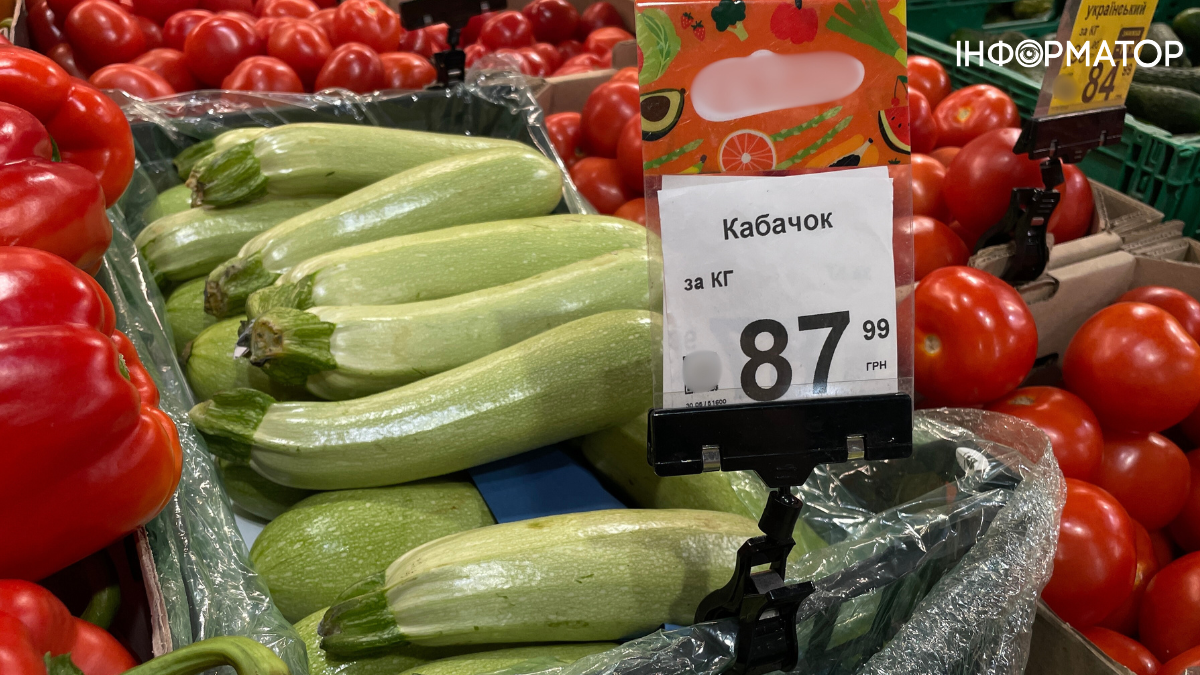 український
за КГ
84
ІНФОРМАТОР
Кабачок
за КГ
87 99
ГРН